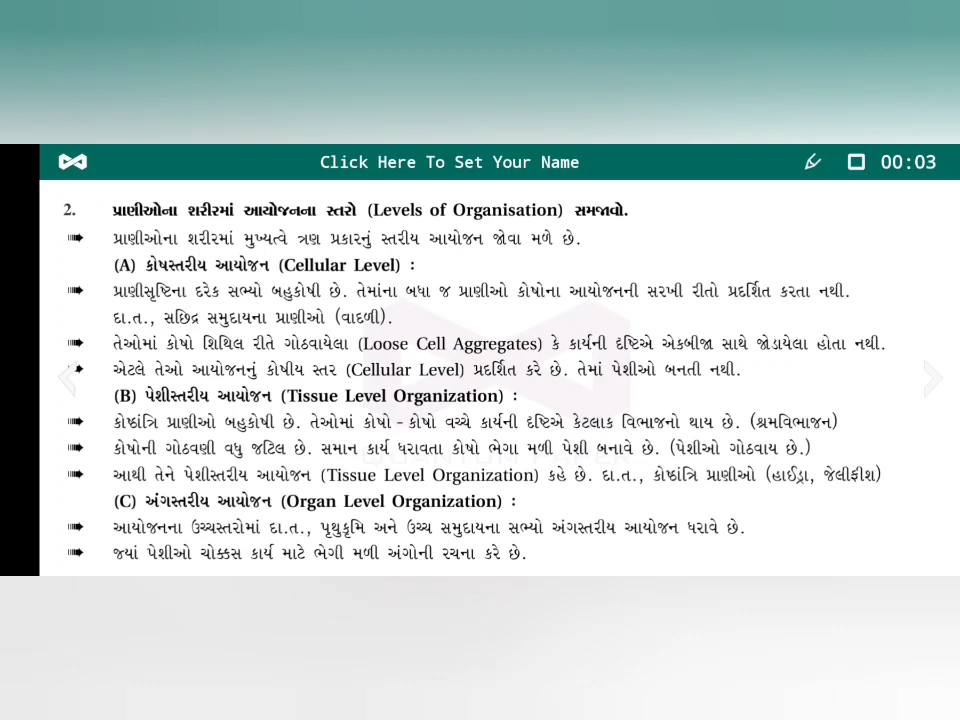 Click Here To Set Your Name
00:03
2. પ્રાણીઓના શરીરમાં આયોજનના સ્તરો (Levels of Organisation) સમજાવો.
પ્રાણીઓના શરીરમાં મુખ્યત્વે ત્રણ પ્રકારનું સ્તરીય આયોજન જોવા મળે છે.
(A) કોષસ્તરીય આયોજન (Cellular Level) :
પ્રાણીસૃષ્ટિના દરેક સભ્યો બહુકોષી છે. તેમાંના બધા જ પ્રાણીઓ કોષોના આયોજનની સરખી રીતો પ્રદર્શિત કરતા નથી.
દા.ત., સછિદ્ર સમુદાયના પ્રાણીઓ (વાદળી).
તેઓમાં કોષો શિથિલ રીતે ગોઠવાયેલા (Loose Cell Aggregates) કે કાર્યની દૃષ્ટિએ એકબીજા સાથે જોડાયેલા હોતા નથી.
એટલે તેઓ આયોજનનું કોષીય સ્તર (Cellular Level) પ્રદર્શિત કરે છે. તેમાં પેશીઓ બનતી નથી.
(B) પેશીસ્તરીય આયોજન (Tissue Level Organization) :
કોષ્ઠાંત્રિ પ્રાણીઓ બહુકોષી છે. તેઓમાં કોષો - કોષો વચ્ચે કાર્યની દૃષ્ટિએ કેટલાક વિભાજનો થાય છે. (શ્રમવિભાજન)
કોષોની ગોઠવણી વધુ જટિલ છે. સમાન કાર્ય ધરાવતા કોષો ભેગા મળી પેશી બનાવે છે. (પેશીઓ ગોઠવાય છે.)
આથી તેને પેશીસ્તરીય આયોજન (Tissue Level Organization) કહે છે. દા.ત., કોષ્ઠાંત્રિ પ્રાણીઓ (હાઈડ્રા, જેલીફીશ)
(C) અંગસ્તરીય આયોજન (Organ Level Organization) :
આયોજનના ઉચ્ચસ્તરોમાં દા.ત., પૃથુકૃમિ અને ઉચ્ચ સમુદાયના સભ્યો અંગસ્તરીય આયોજન ધરાવે છે.
જ્યાં પેશીઓ ચોક્કસ કાર્ય માટે ભેગી મળી અંગોની રચના કરે છે.